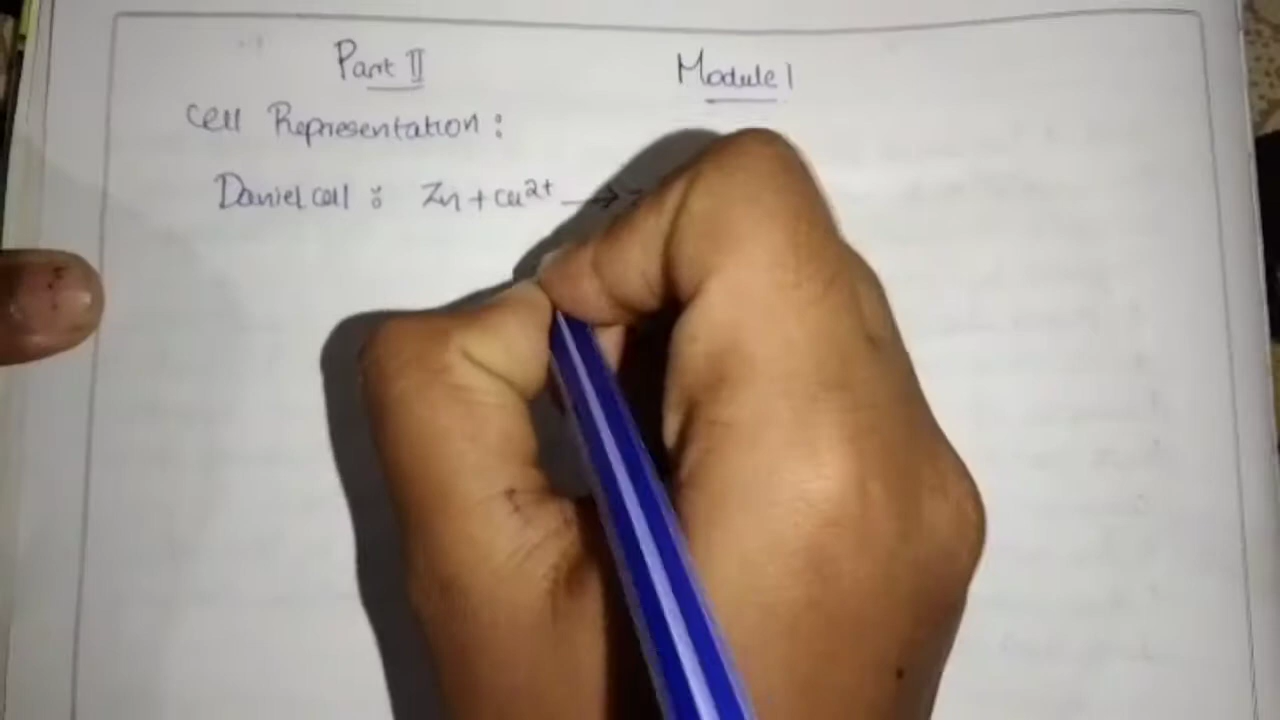 Part II Module 1
Cell Representation :
Daniel cell : Zn + Cu²⁺ →